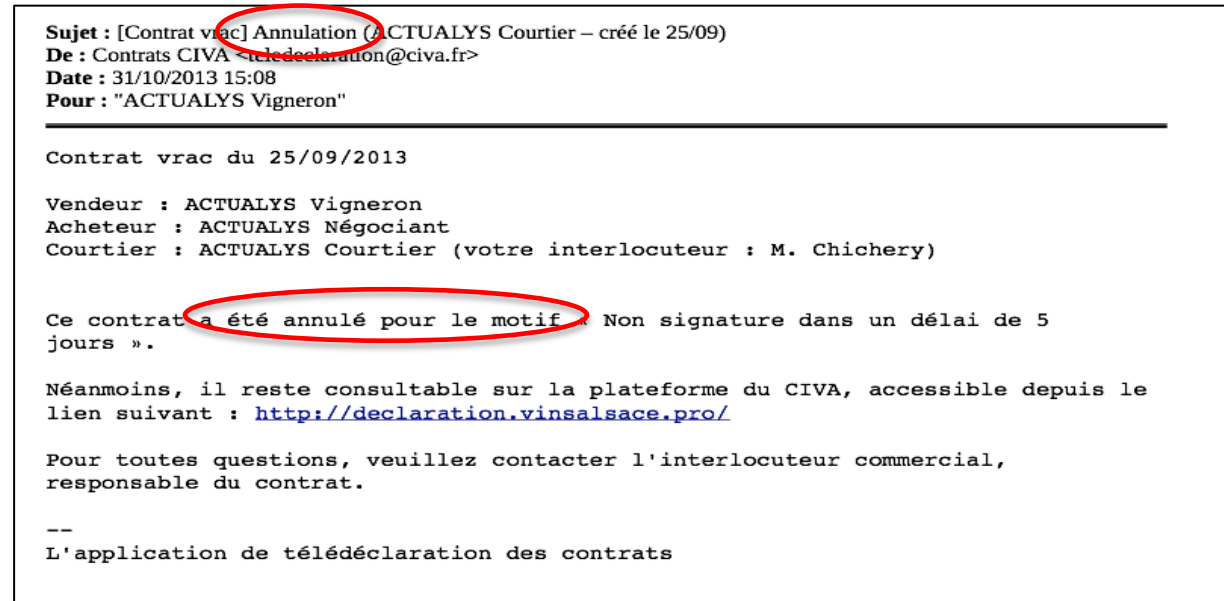 Sujet : [Contrat vrac] Annulation (ACTUALYS Courtier – créé le 25/09)
De : Contrats CIVA <teledeclaration@civa.fr>
Date : 31/10/2013 15:08
Pour : "ACTUALYS Vigneron"
Contrat vrac du 25/09/2013
Vendeur : ACTUALYS Vigneron
Acheteur : ACTUALYS Négociant
Courtier : ACTUALYS Courtier (votre interlocuteur : M. Chichery)
Ce contrat a été annulé pour le motif « Non signature dans un délai de 5
jours ».
Néanmoins, il reste consultable sur la plateforme du CIVA, accessible depuis le
lien suivant : http://declaration.vinsalsace.pro/
Pour toutes questions, veuillez contacter l'interlocuteur commercial,
responsable du contrat.
--
L'application de télédéclaration des contrats